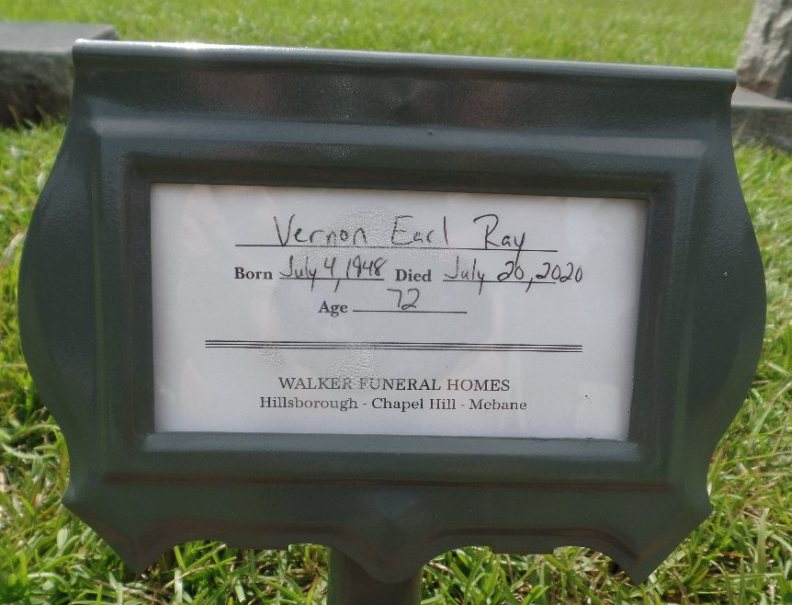 Vernon Earl Ray
Born July 4, 1948 Died July 20, 2020
Age 72
WALKER FUNERAL HOMES
Hillsborough - Chapel Hill - Mebane